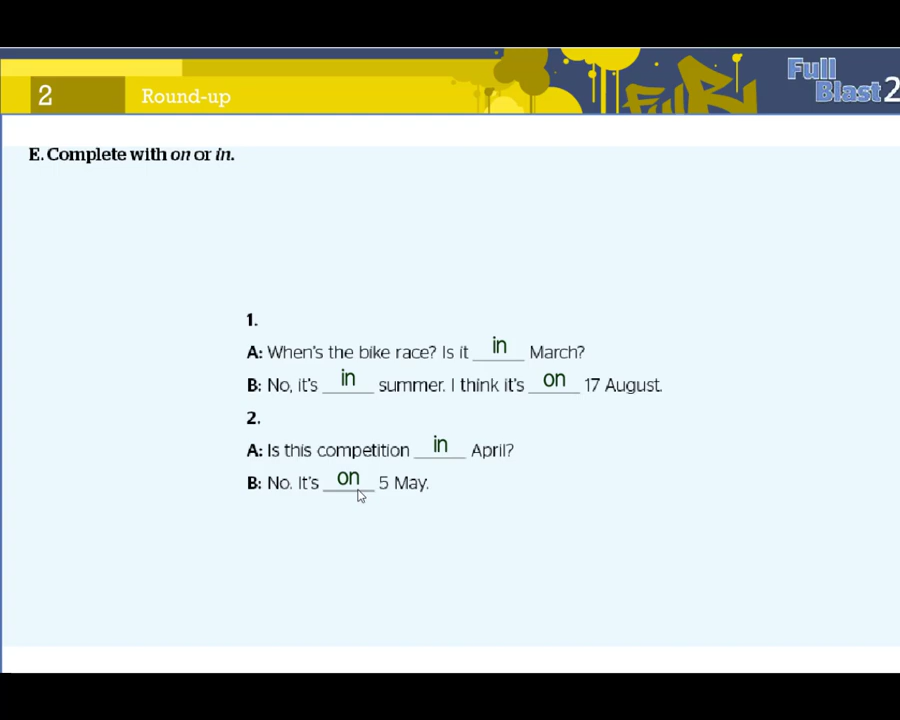 2
Round-up
Full
Blast 2
E. Complete with on or in.
1.
A: When's the bike race? Is it in March?
B: No, it's in summer. I think it's on 17 August.
2.
A: Is this competition in April?
B: No. It's on 5 May.